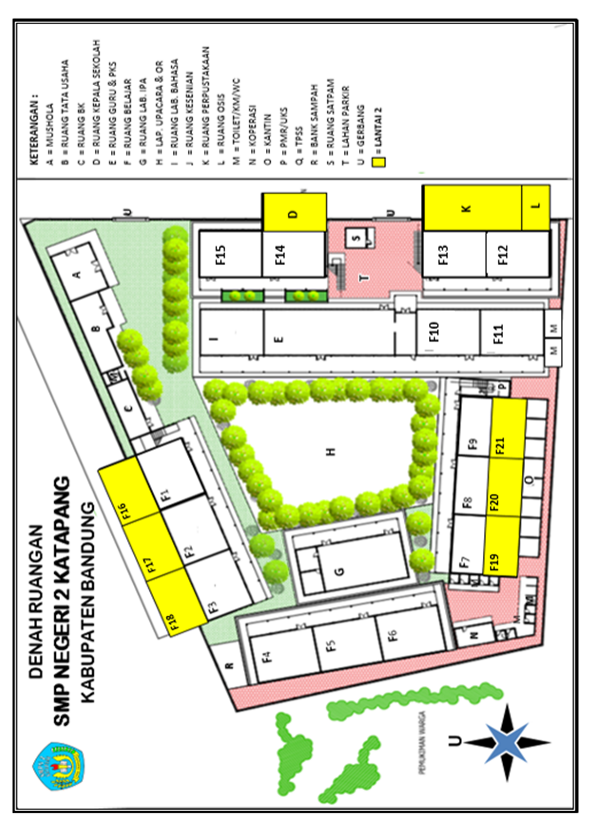 DENAH RUANGAN
SMP NEGERI 2 KATAPANG
KABUPATEN BANDUNG
KETERANGAN :
A = MUSHOLA
B = RUANG TATA USAHA
C = RUANG BK
D = RUANG KEPALA SEKOLAH
E = RUANG GURU & PKS
F = RUANG BELAJAR
G = RUANG LAB. IPA
H = LAP. UPACARA & OR
I = RUANG LAB. BAHASA
J = RUANG KESENIAN
K = RUANG PERPUSTAKAAN
L = RUANG OSIS
M = TOILET/KM/WC
N = KOPERASI
O = KANTIN
P = PMR/UKS
Q = TPSS
R = BANK SAMPAH
S = RUANG SATPAM
T = LAHAN PARKIR
U = GERBANG
= LANTAI 2
A
B
M
C
F16
F17
F18
F1
F2
F3
R
F4
F5
F6
G
H
I
E
F10
F11
M
M
F15
F14
D
U
S
T
U
F13
F12
K
L
P
F9
F8
F7
F21
F20
F19
O
N
M
M
PEMUKIMAN WARGA
U